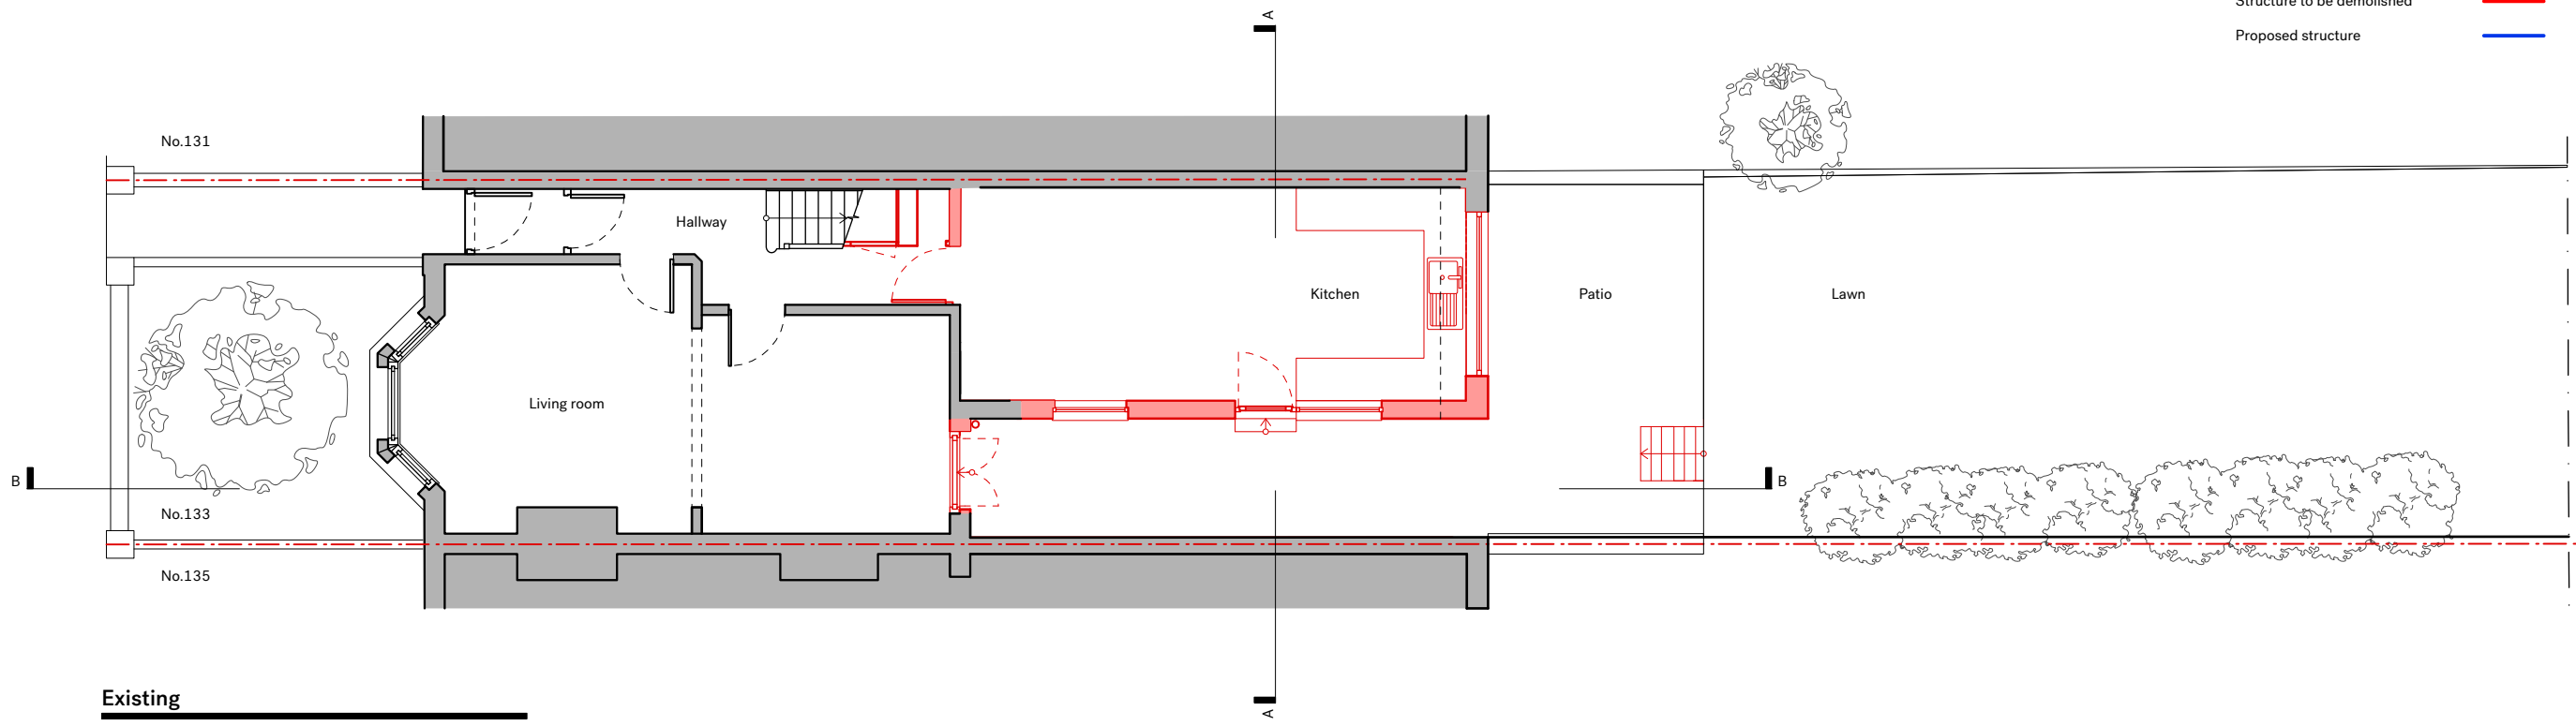 A
Structure to be demolished
Proposed structure
No.131
Hallway
Kitchen
Patio
Lawn
Living room
B
B
No.133
No.135
Existing
A